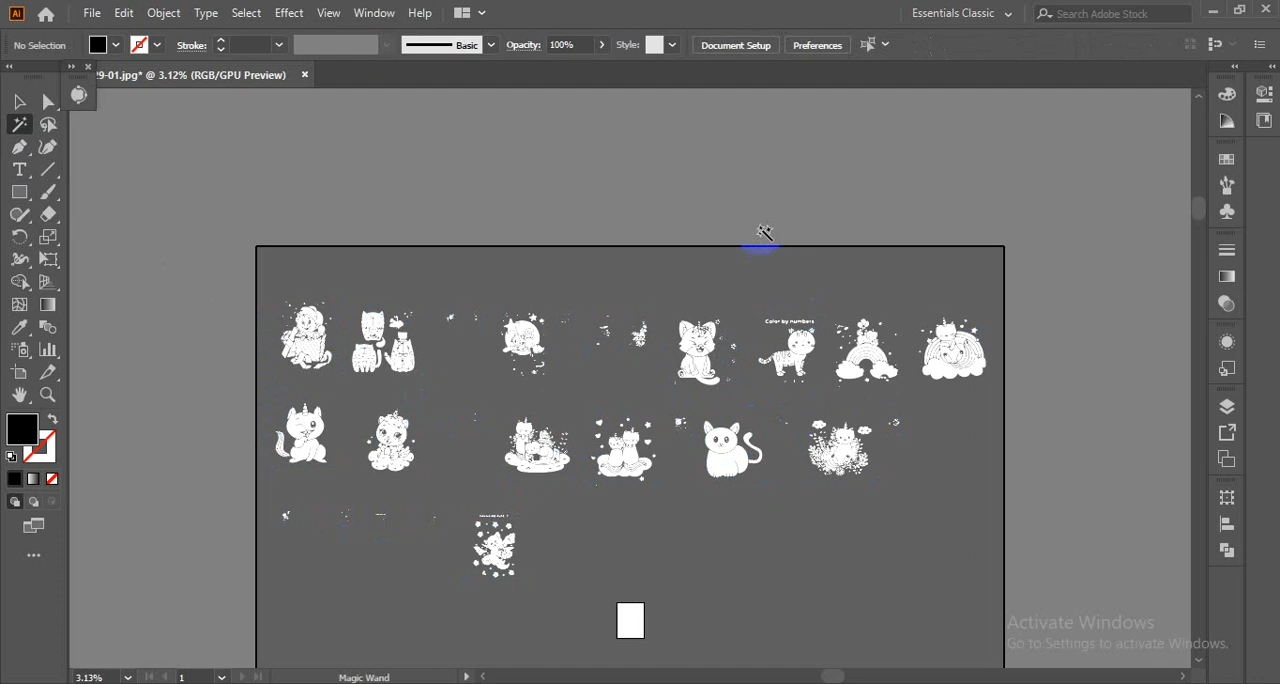 Ai File Edit Object Type Select Effect View Window Help Essentials Classic Search Adobe Stock
No Selection Stroke: Basic Opacity: 100% Style: Document Setup Preferences
9-01.jpg* @ 3.12% (RGB/GPU Preview)
Color by numbers
Activate Windows
Go to Settings to activate Windows.
3.13% 1 Magic Wand